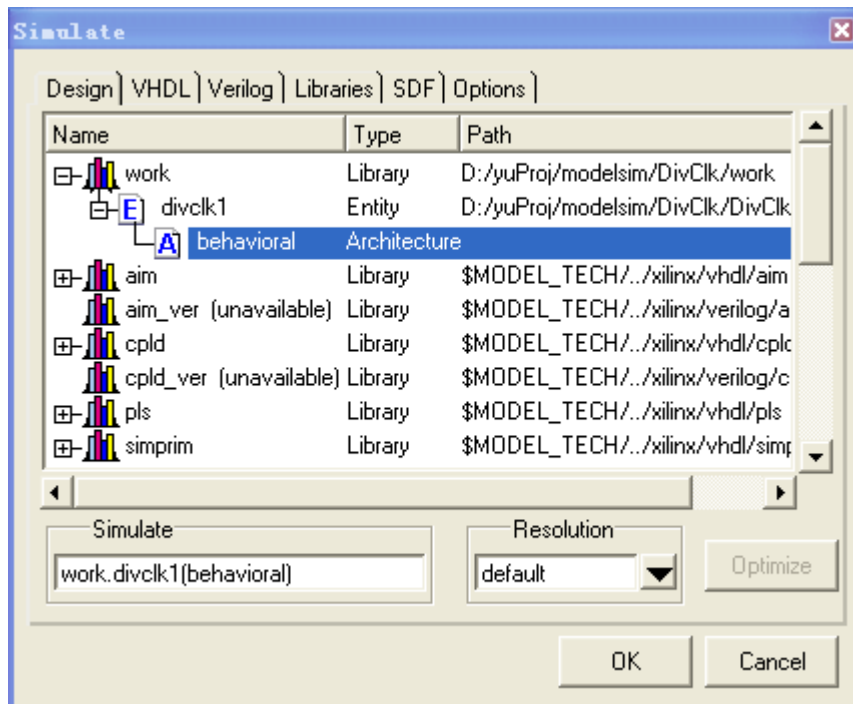 Simulate
Design VHDL Verilog Libraries SDF Options
Name Type Path
work Library D:/yuProj/modelsim/DivClk/work
E divclk1 Entity D:/yuProj/modelsim/DivClk/DivClk
A behavioral Architecture
aim Library $MODEL_TECH/../xilinx/vhdl/aim
aim_ver (unavailable) Library $MODEL_TECH/../xilinx/verilog/a
cpld Library $MODEL_TECH/../xilinx/vhdl/cplc
cpld_ver (unavailable) Library $MODEL_TECH/../xilinx/verilog/c
pls Library $MODEL_TECH/../xilinx/vhdl/pls
simprim Library $MODEL_TECH/../xilinx/vhdl/simp
Simulate Resolution
work.divclk1(behavioral) default Optimize
OK Cancel